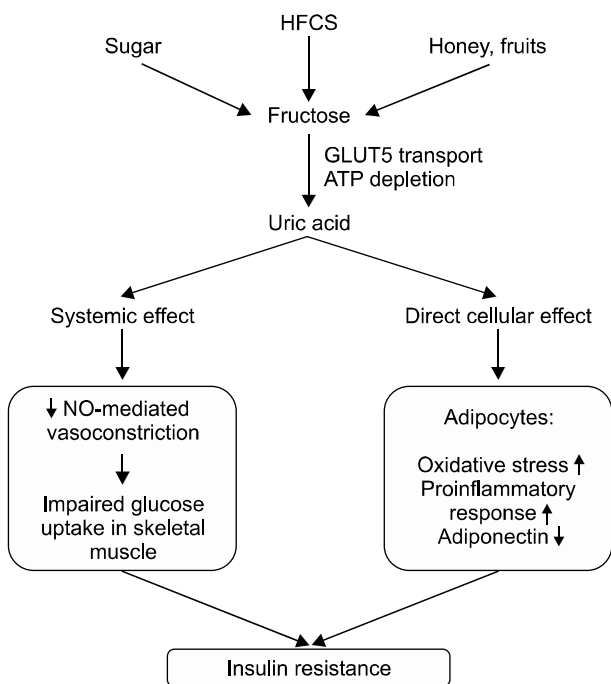 HFCS
Sugar
Honey, fruits
Fructose
GLUT5 transport
ATP depletion
Uric acid
Systemic effect
Direct cellular effect
↓ NO-mediated
vasoconstriction
↓
Impaired glucose
uptake in skeletal
muscle
Adipocytes:
Oxidative stress ↑
Proinflammatory
response ↑
Adiponectin ↓
Insulin resistance